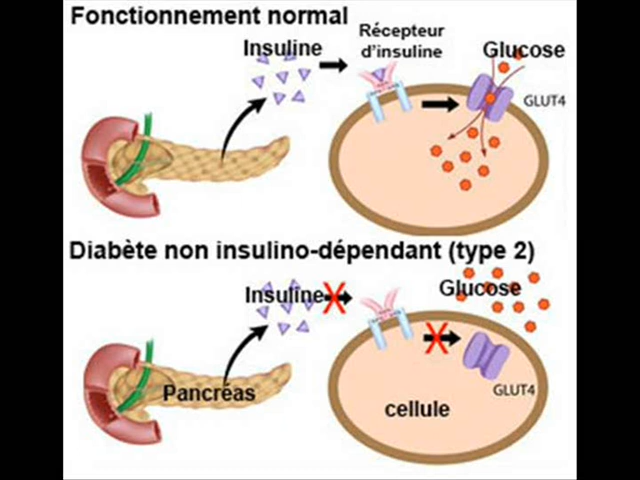 Fonctionnement normal
Insuline
Récepteur
d'insuline
Glucose
GLUT4
Diabète non insulino-dépendant (type 2)
Insuline
Glucose
Pancréas
cellule
GLUT4